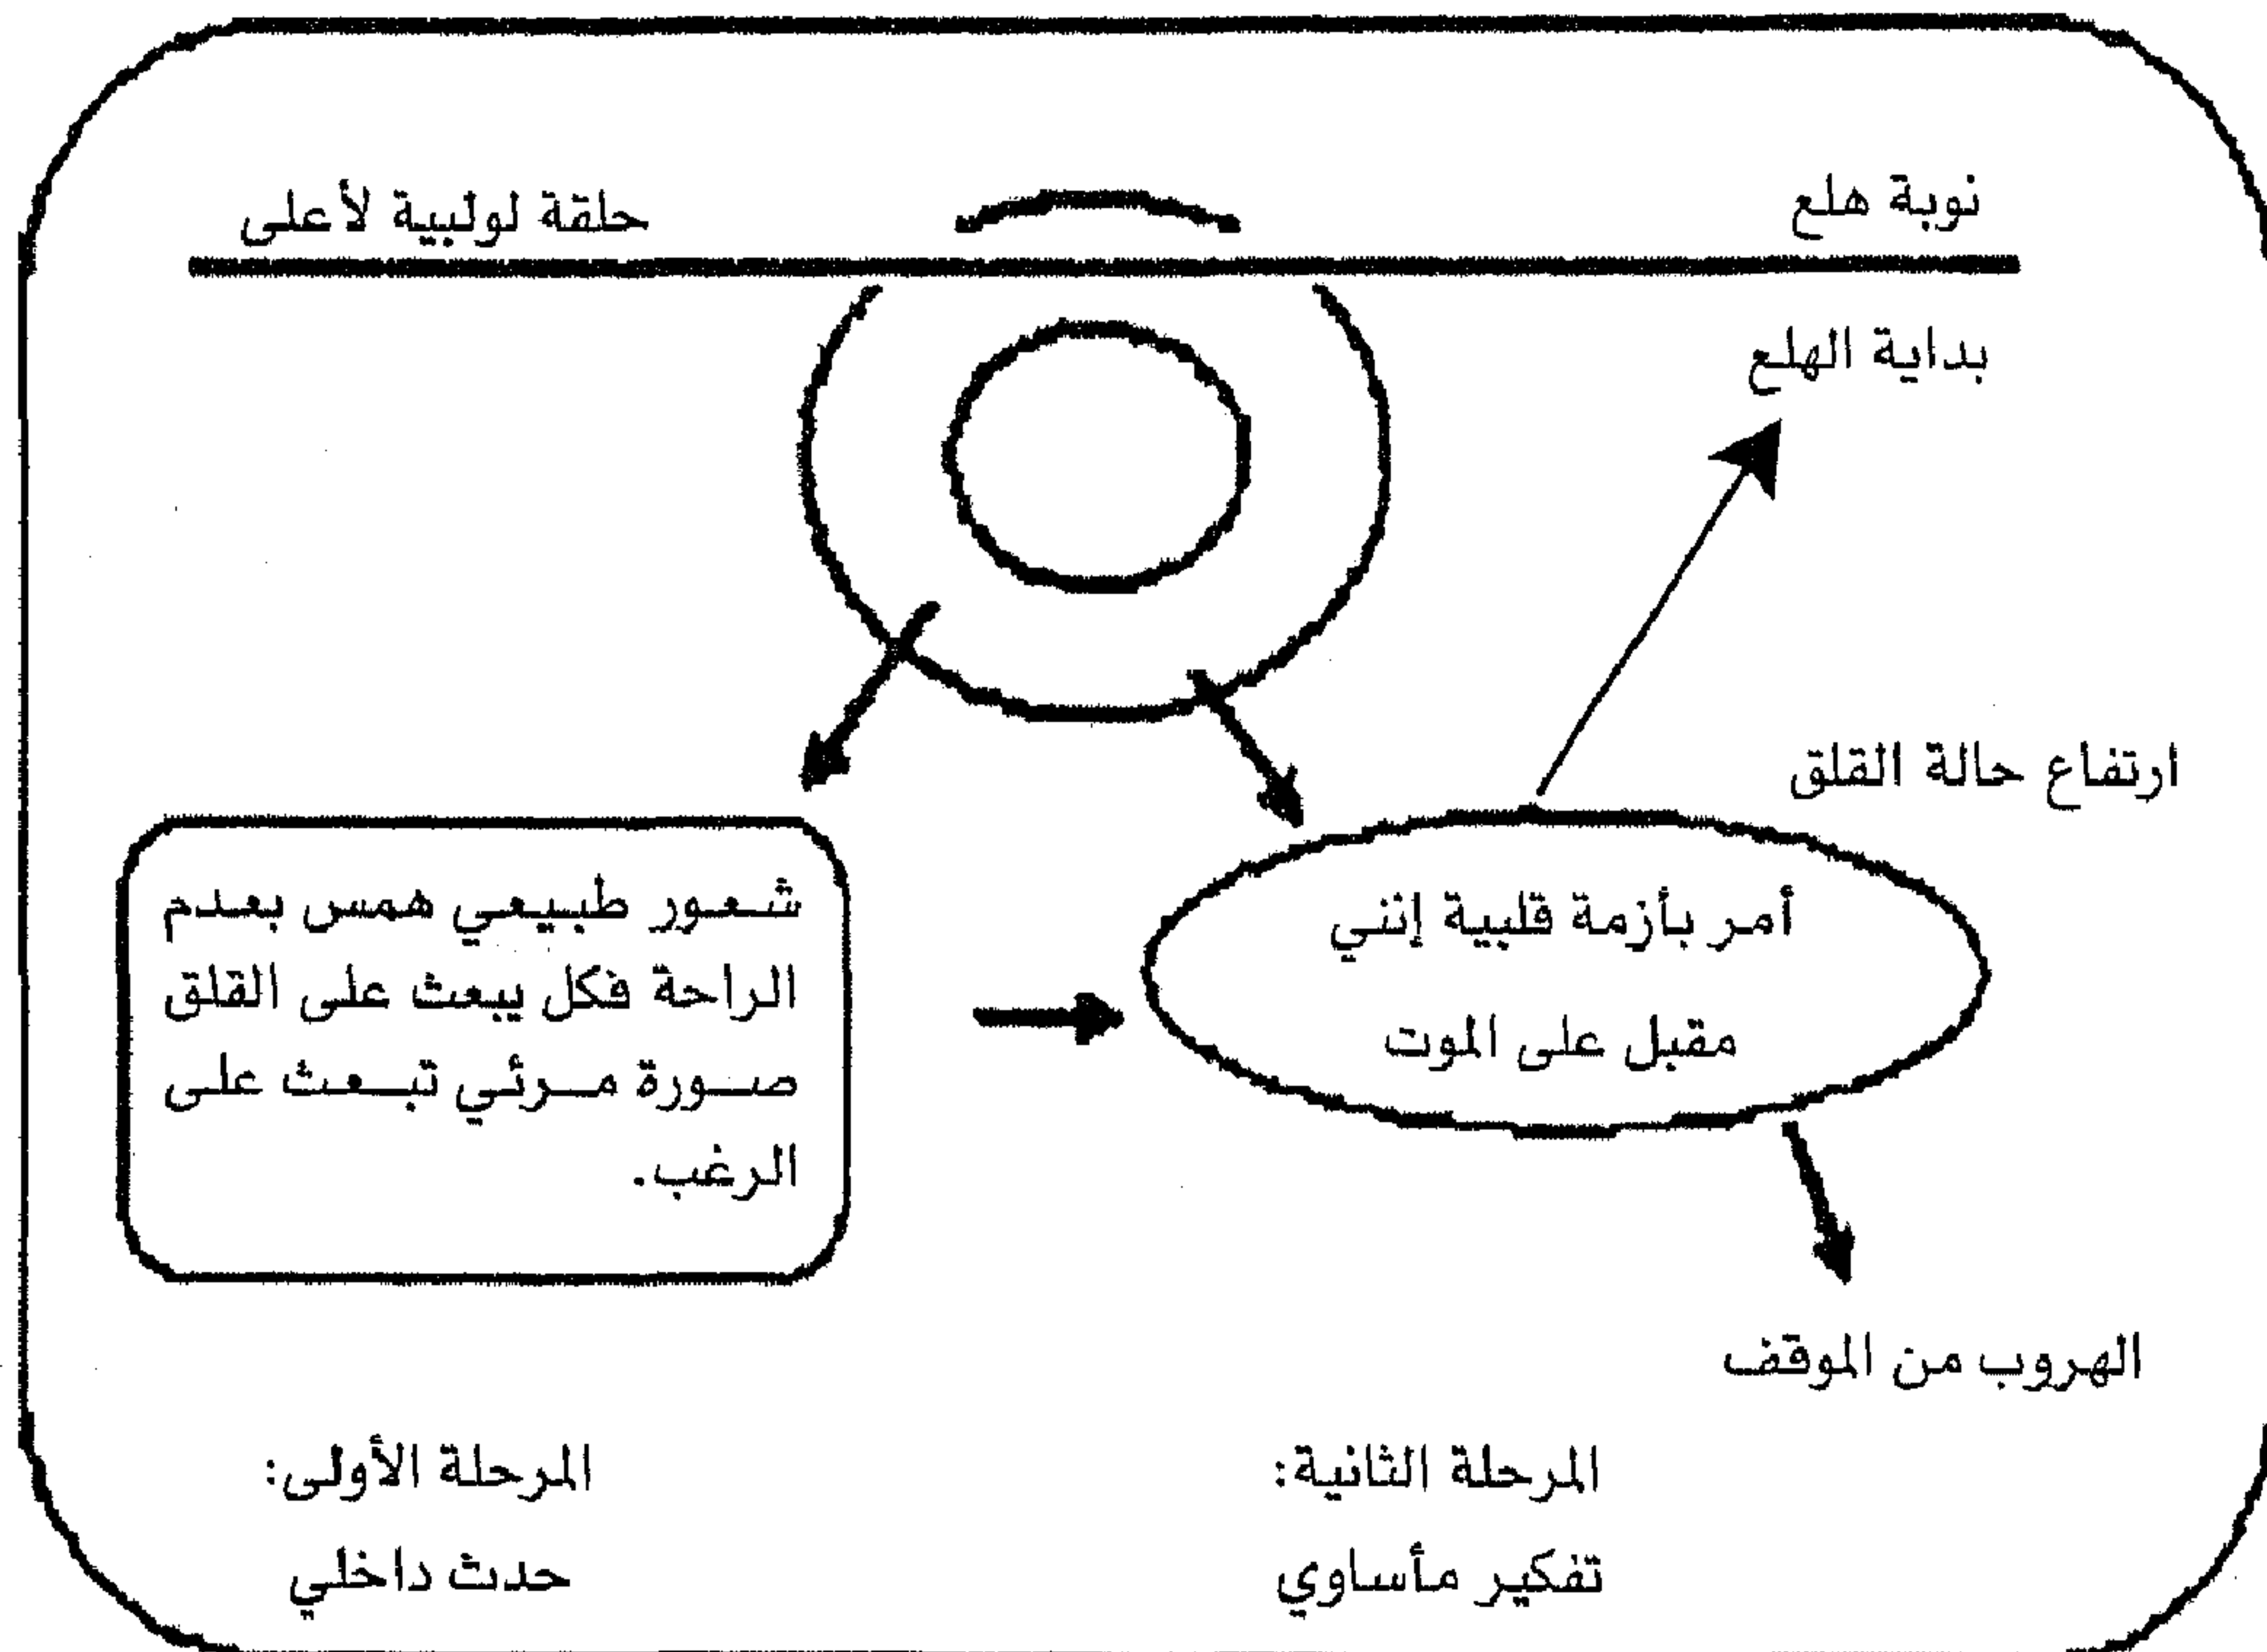 نوبة هلع
حلقة لولبية لأعلى
بداية الهلع
ارتفاع حالة القلق
أمر بأزمة قلبية إنني
مقبل على الموت
شعور طبيعي همس بعدم
الراحة فكل يبعث على القلق
صورة مرئي تبعث على
الرغب.
الهروب من الموقف
المرحلة الثانية:
تفكير مأساوي
المرحلة الأولى:
حدث داخلي